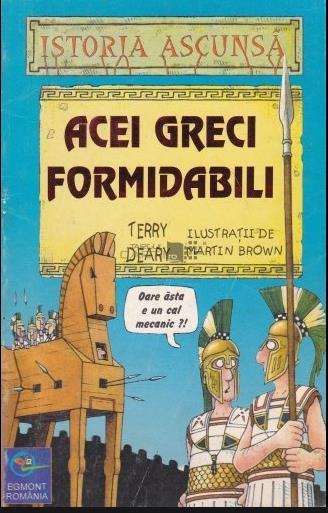 ISTORIA ASCUNSĂ
ACEI GRECI
FORMIDABILI
TERRY
DEARY
ILUSTRAȚII DE
MARTIN BROWN
Oare ăsta
e un cal
mecanic ?!
EGMONT
ROMÂNIA